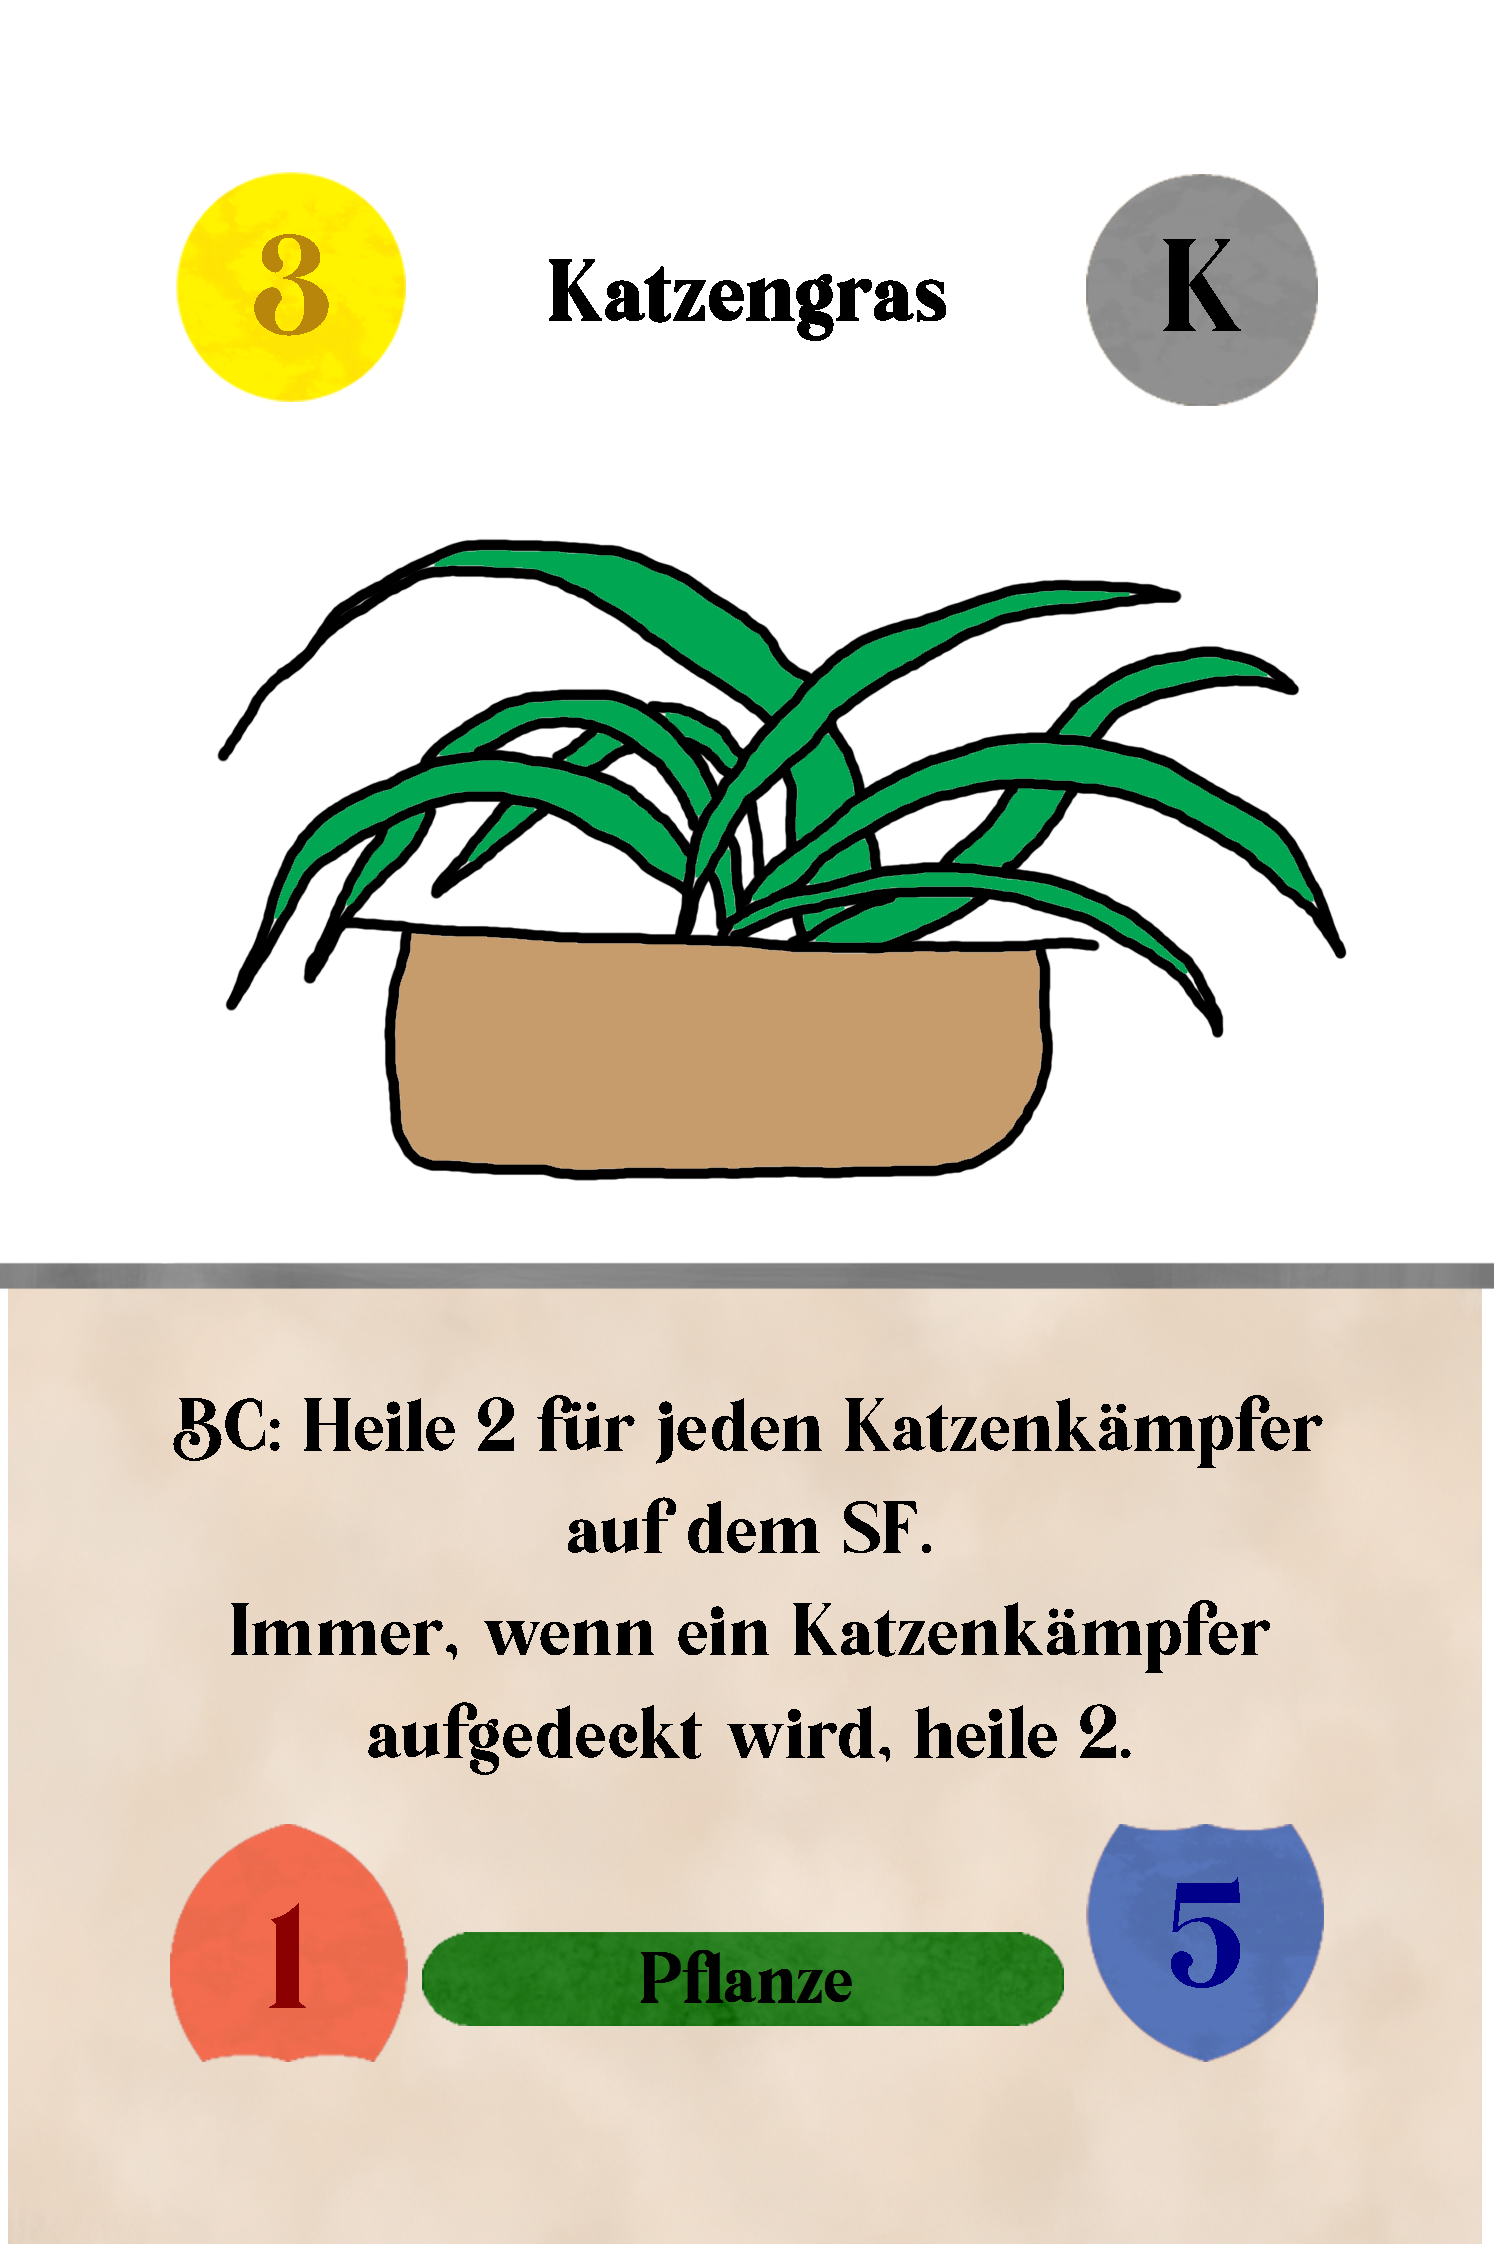 3
Katzengras
K
BC: Heile 2 für jeden Katzenkämpfer
auf dem SF.
Immer, wenn ein Katzenkämpfer
aufgedeckt wird, heile 2.
1
Pflanze
5